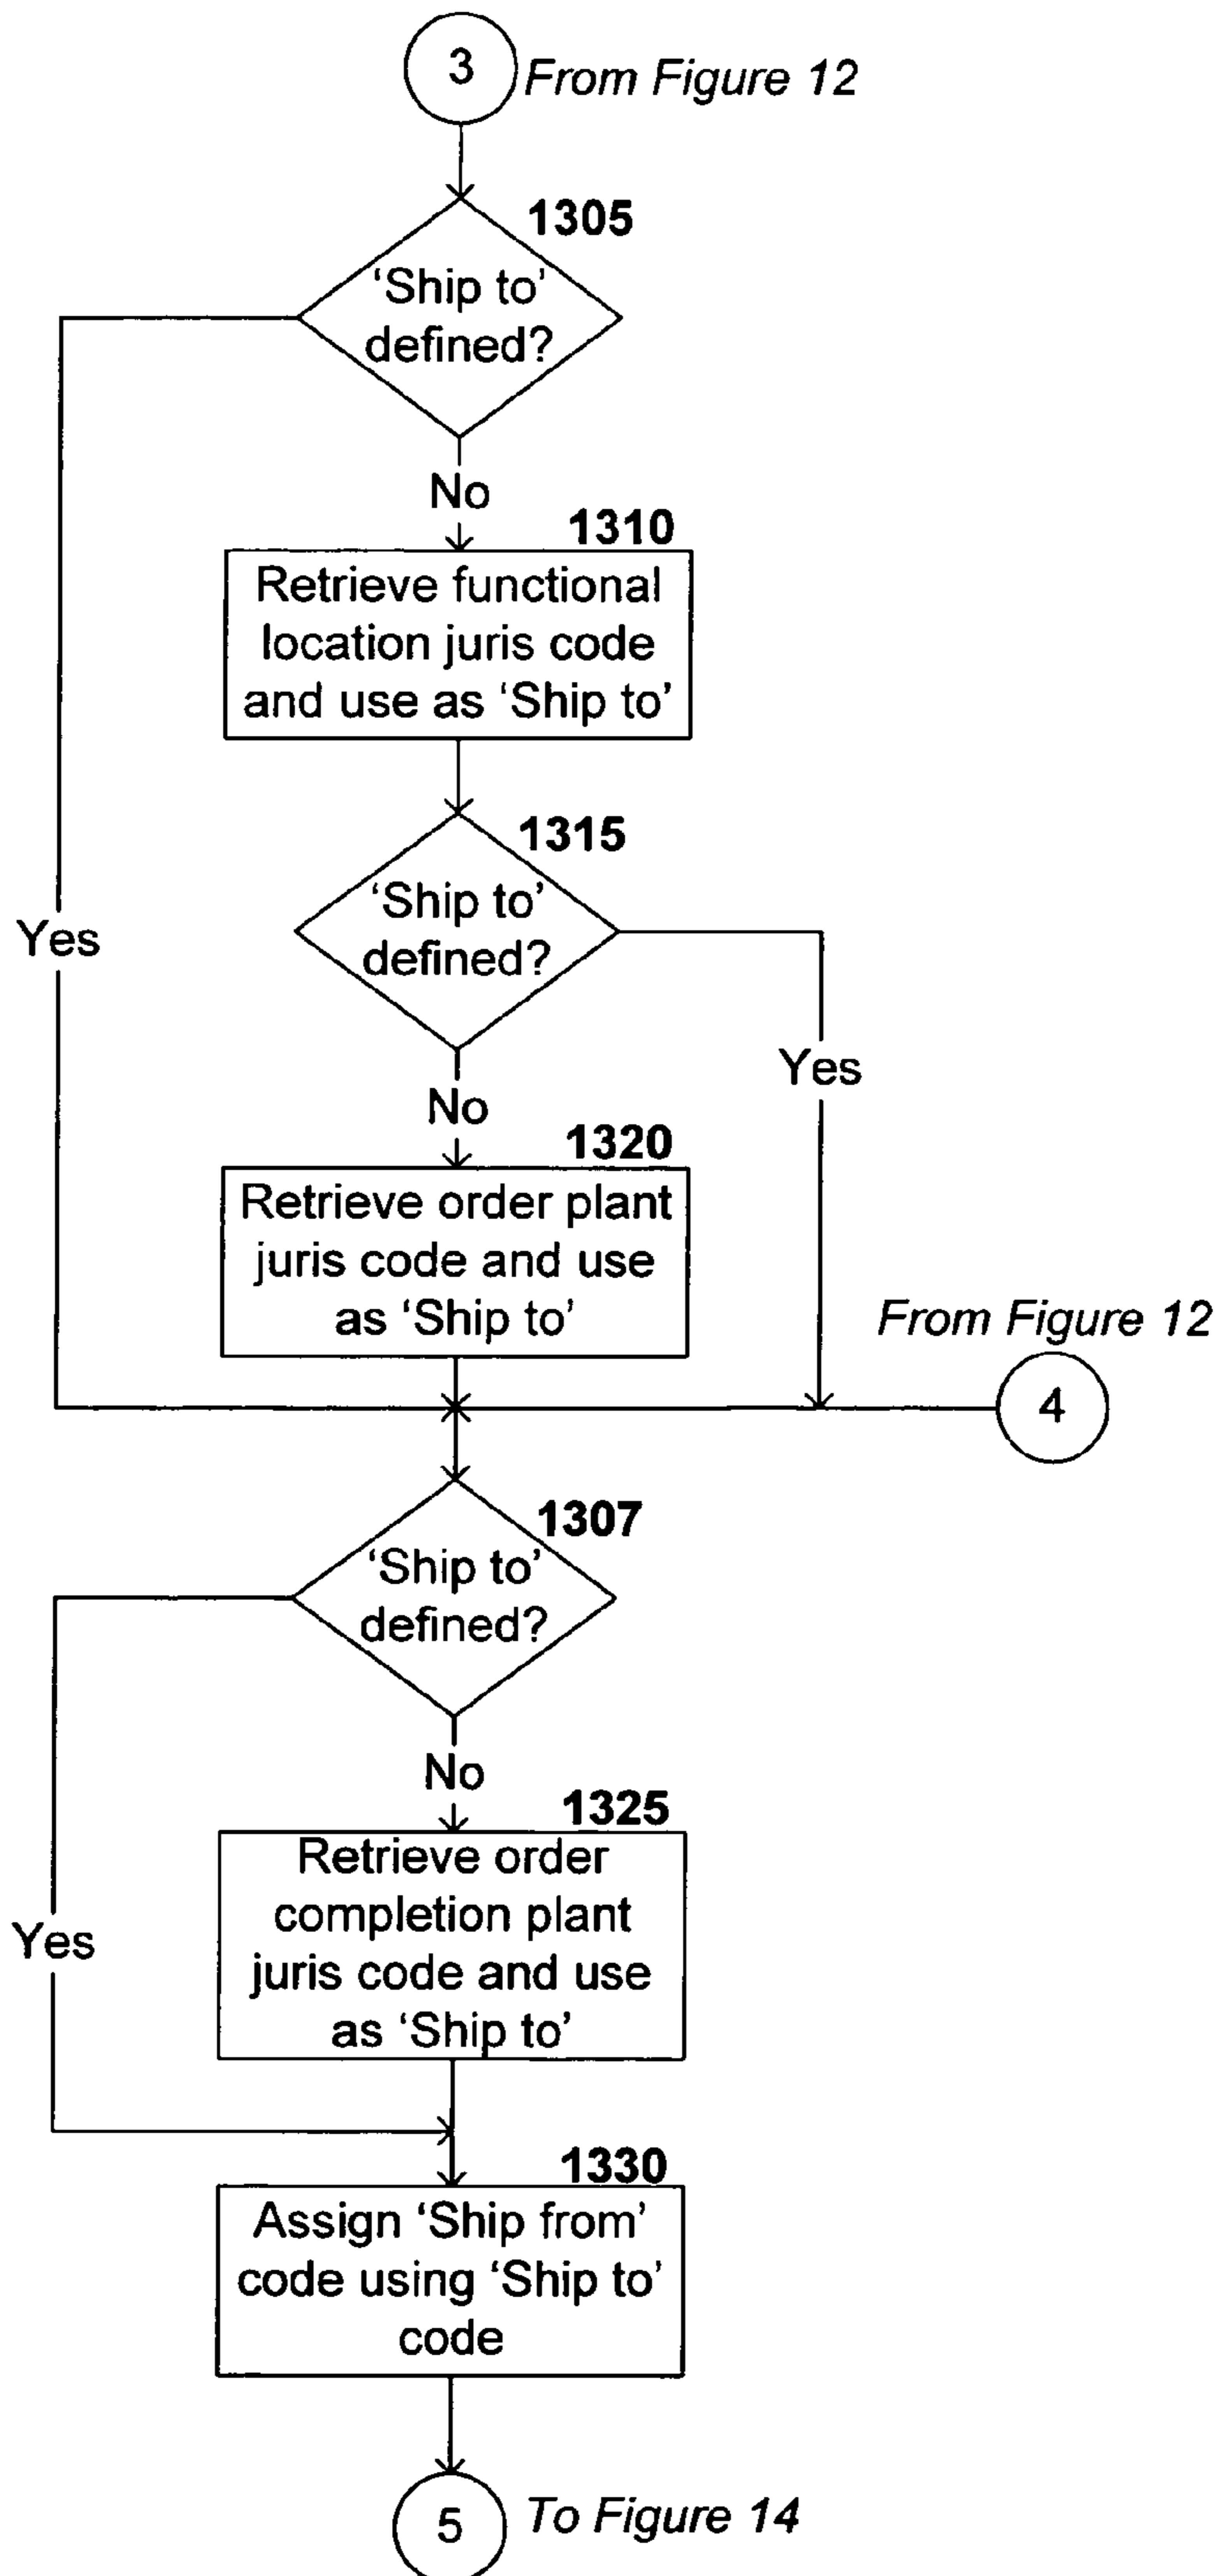 3
From Figure 12
1305
‘Ship to’
defined?
No
1310
Retrieve functional
location juris code
and use as ‘Ship to’
1315
‘Ship to’
defined?
Yes
Yes
No
1320
Retrieve order plant
juris code and use
as ‘Ship to’
From Figure 12
4
1307
‘Ship to’
defined?
No
1325
Retrieve order
completion plant
juris code and use
as ‘Ship to’
Yes
1330
Assign ‘Ship from’
code using ‘Ship to’
code
5
To Figure 14